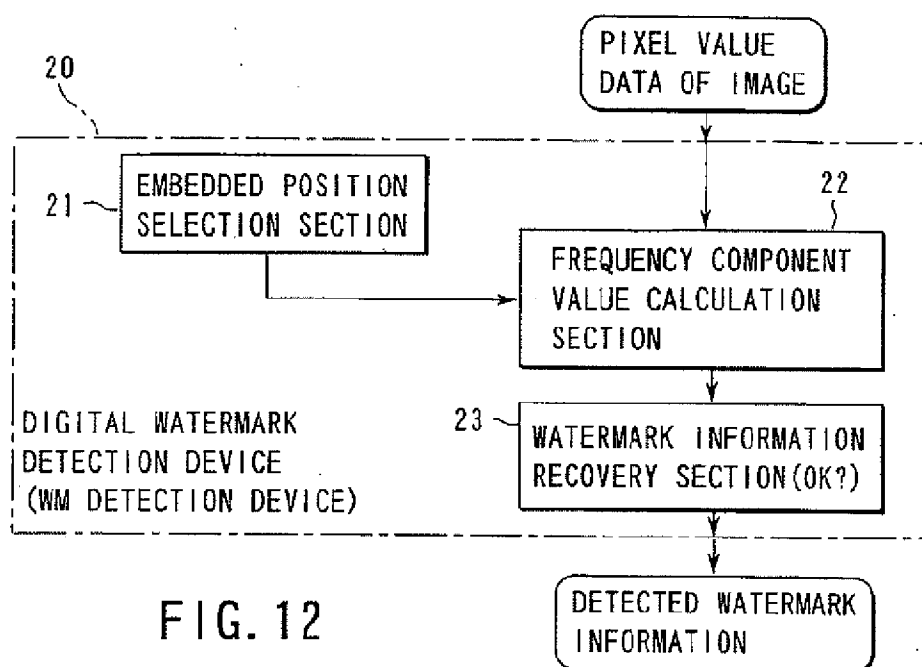 PIXEL VALUE
DATA OF IMAGE
20
EMBEDDED POSITION
SELECTION SECTION
21
22
FREQUENCY COMPONENT
VALUE CALCULATION
SECTION
23
WATERMARK INFORMATION
RECOVERY SECTION(OK?)
DIGITAL WATERMARK
DETECTION DEVICE
(WM DETECTION DEVICE)
DETECTED WATERMARK
INFORMATION
FIG. 12